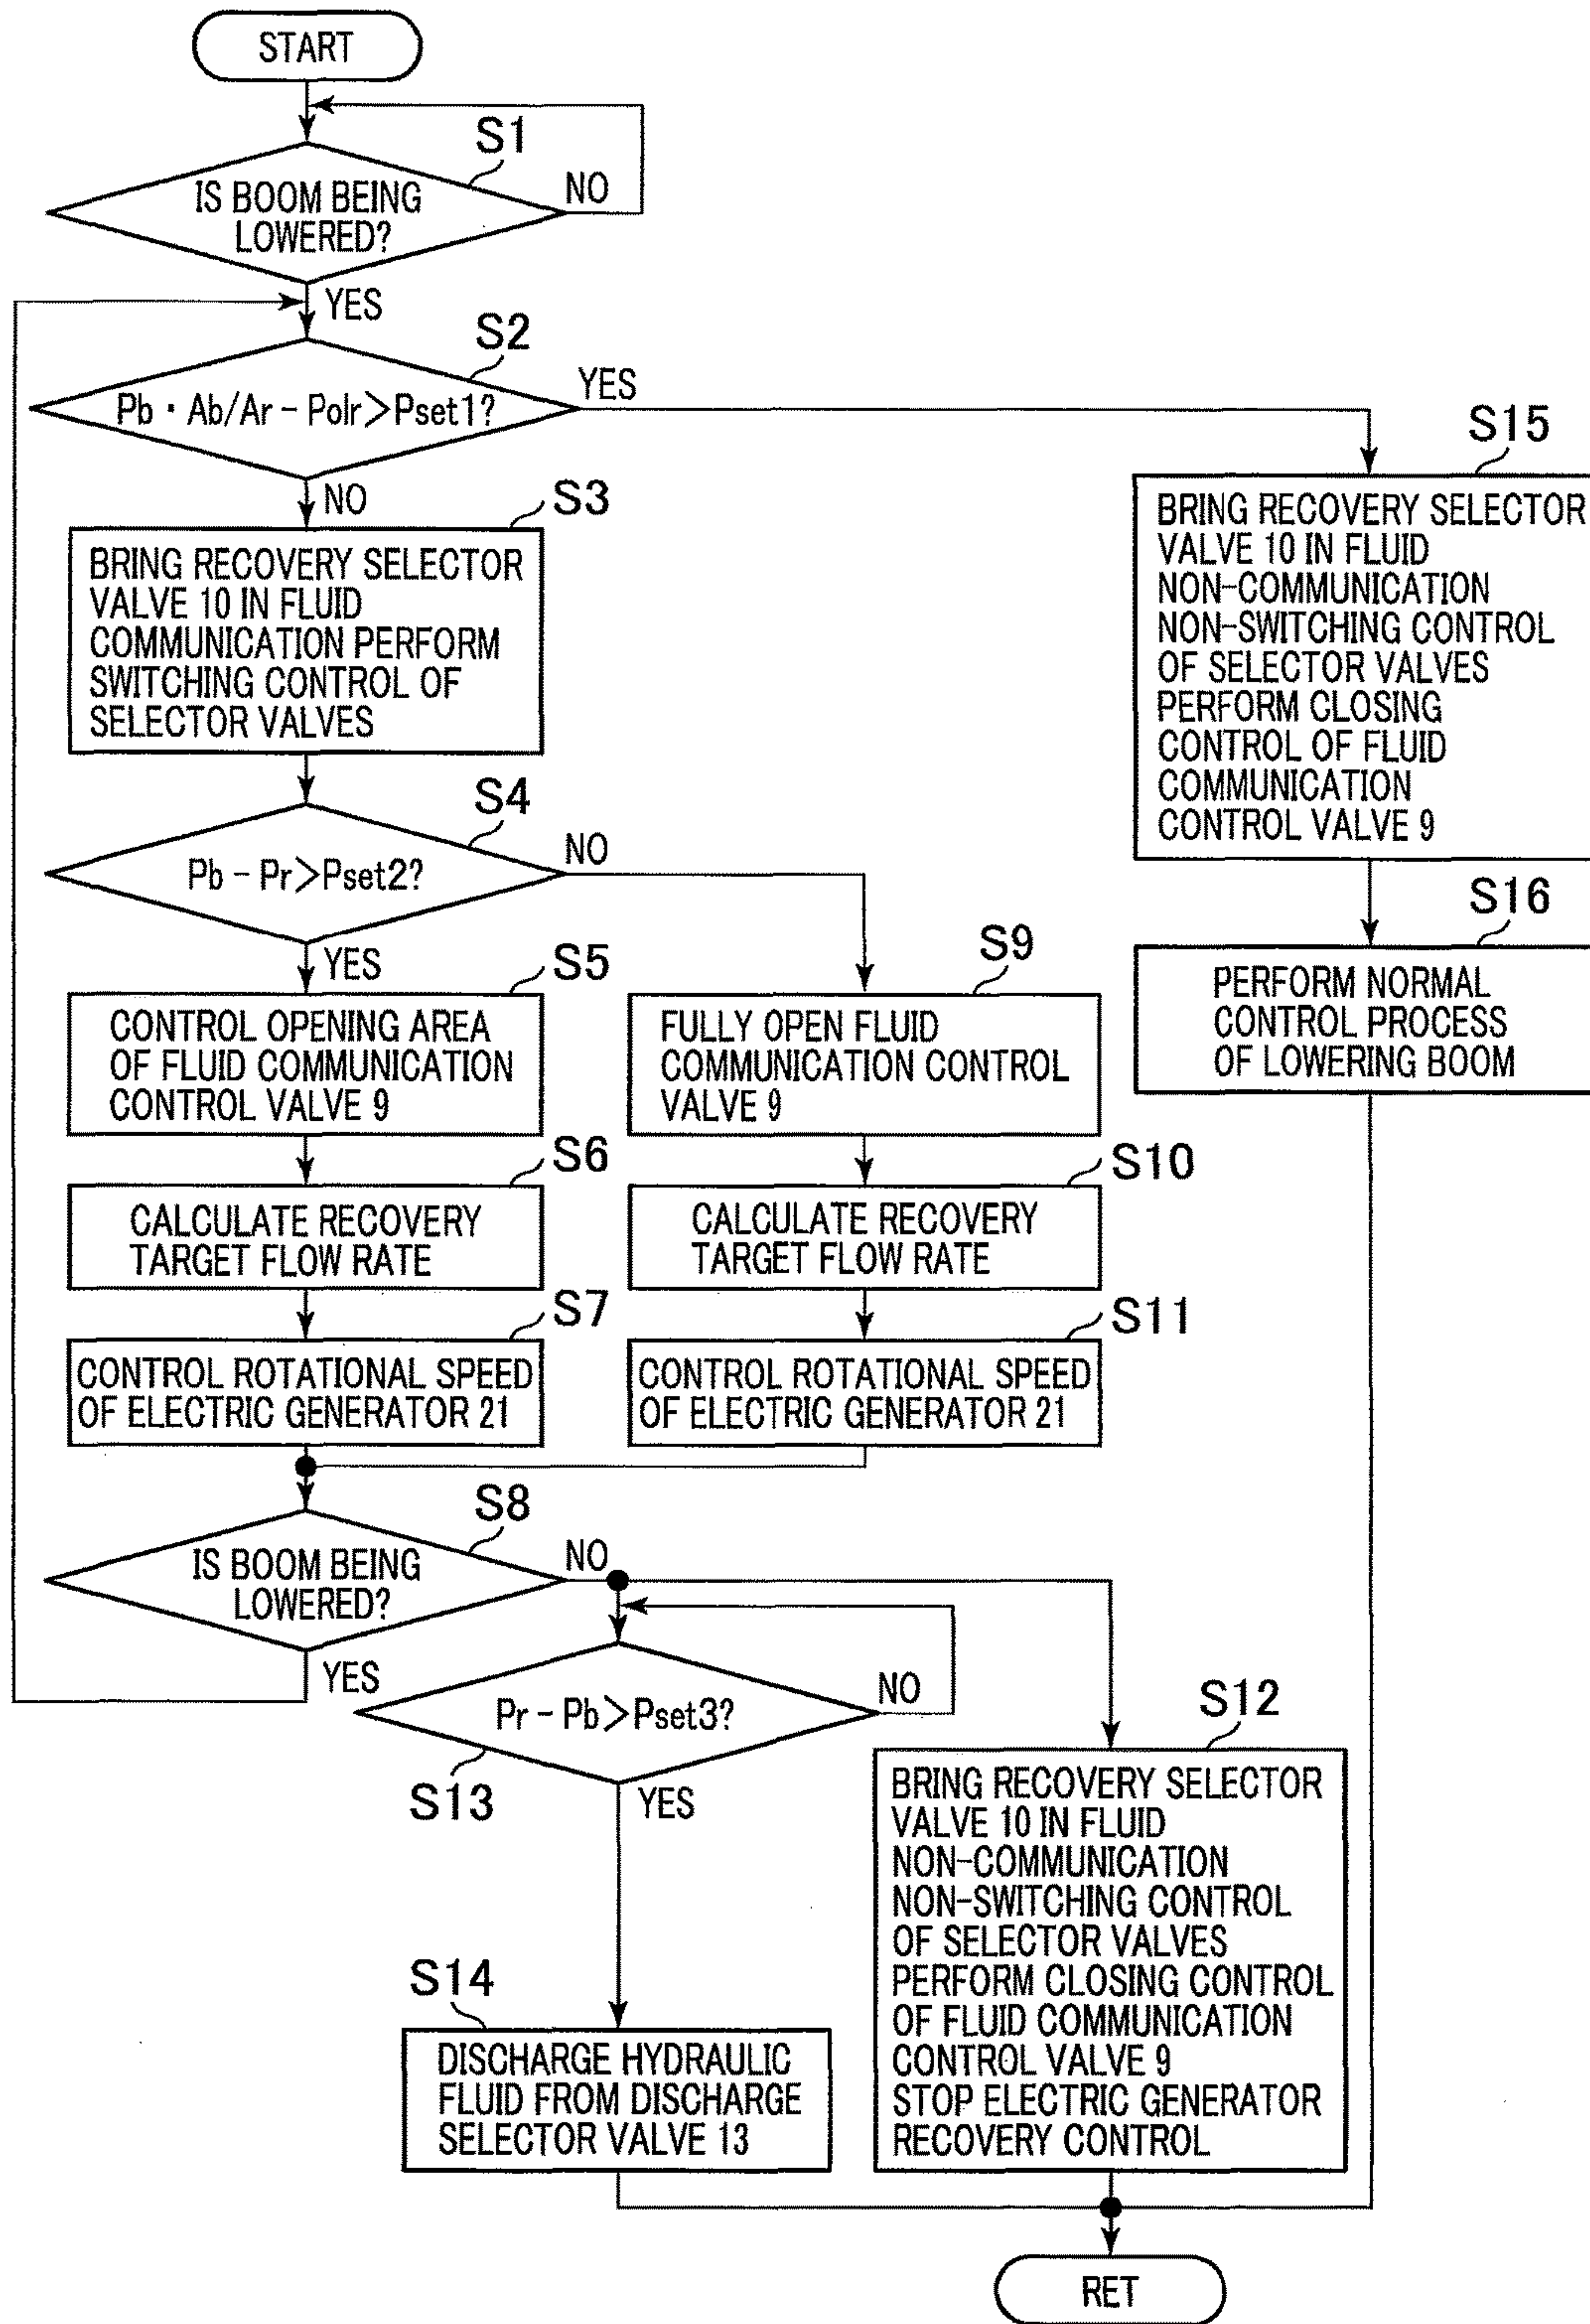 START
S1
IS BOOM BEING
LOWERED?
NO
YES
S2
Pb・Ab/Ar - Polr>Pset1?
YES
NO
S3
BRING RECOVERY SELECTOR
VALVE 10 IN FLUID
COMMUNICATION PERFORM
SWITCHING CONTROL OF
SELECTOR VALVES
S15
BRING RECOVERY SELECTOR
VALVE 10 IN FLUID
NON-COMMUNICATION
NON-SWITCHING CONTROL
OF SELECTOR VALVES
PERFORM CLOSING
CONTROL OF FLUID
COMMUNICATION
CONTROL VALVE 9
S4
Pb - Pr>Pset2?
NO
YES
S16
PERFORM NORMAL
CONTROL PROCESS
OF LOWERING BOOM
S5
CONTROL OPENING AREA
OF FLUID COMMUNICATION
CONTROL VALVE 9
S9
FULLY OPEN FLUID
COMMUNICATION CONTROL
VALVE 9
S6
CALCULATE RECOVERY
TARGET FLOW RATE
S10
CALCULATE RECOVERY
TARGET FLOW RATE
S7
CONTROL ROTATIONAL SPEED
OF ELECTRIC GENERATOR 21
S11
CONTROL ROTATIONAL SPEED
OF ELECTRIC GENERATOR 21
S8
IS BOOM BEING
LOWERED?
NO
YES
Pr - Pb>Pset3?
NO
S13
YES
S12
BRING RECOVERY SELECTOR
VALVE 10 IN FLUID
NON-COMMUNICATION
NON-SWITCHING CONTROL
OF SELECTOR VALVES
PERFORM CLOSING CONTROL
OF FLUID COMMUNICATION
CONTROL VALVE 9
STOP ELECTRIC GENERATOR
RECOVERY CONTROL
S14
DISCHARGE HYDRAULIC
FLUID FROM DISCHARGE
SELECTOR VALVE 13
RET